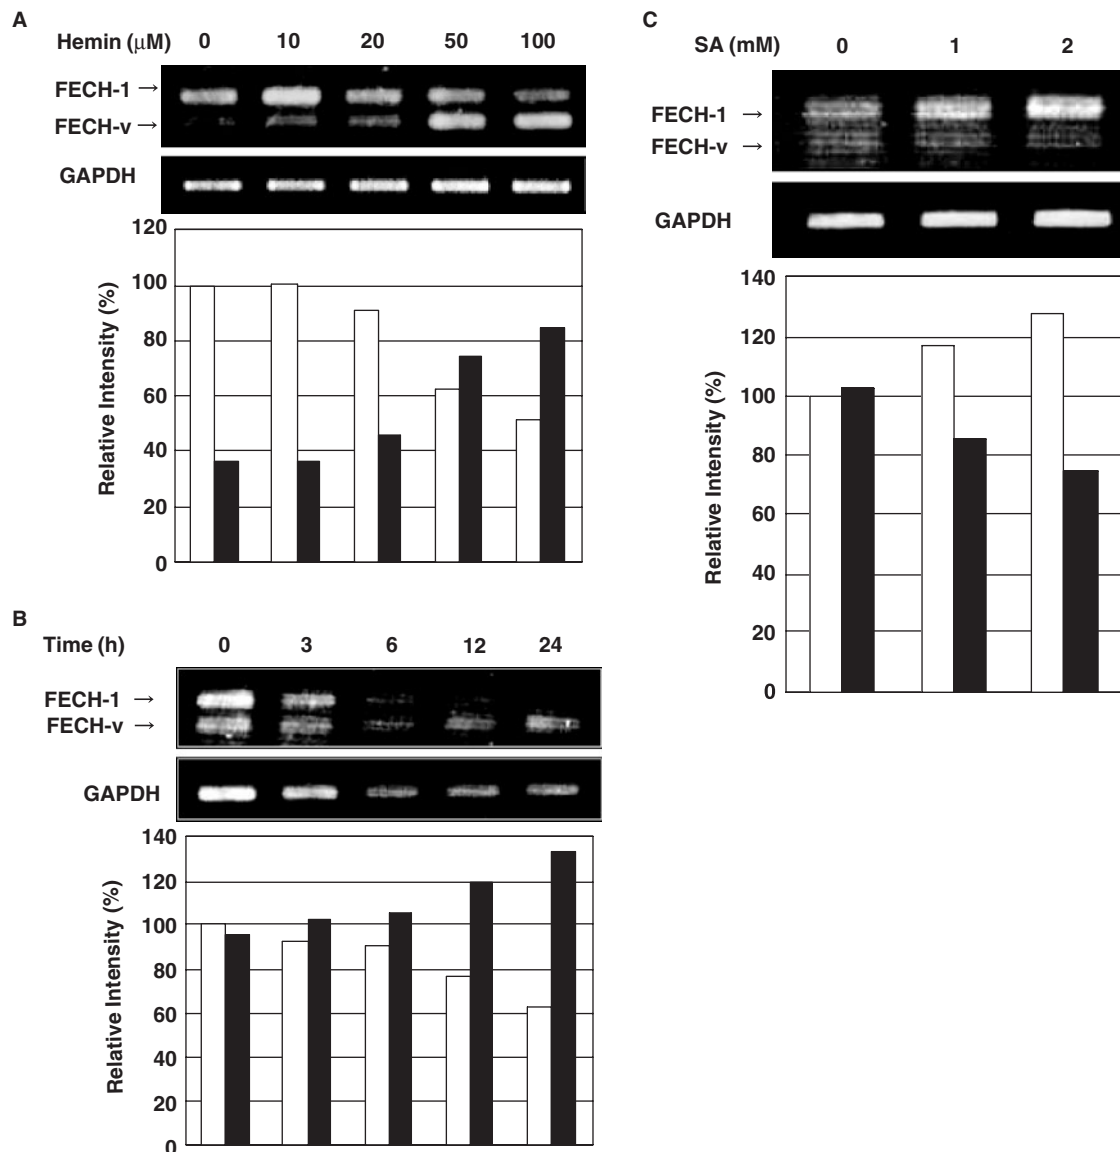 A
Hemin (μM) 0 10 20 50 100
FECH-1 →
FECH-v →
GAPDH
120
100
80
60
40
20
0
Relative Intensity (%)
B
Time (h) 0 3 6 12 24
FECH-1 →
FECH-v →
GAPDH
140
120
100
80
60
40
20
0
Relative Intensity (%)
C
SA (mM) 0 1 2
FECH-1 →
FECH-v →
GAPDH
140
120
100
80
60
40
20
0
Relative Intensity (%)